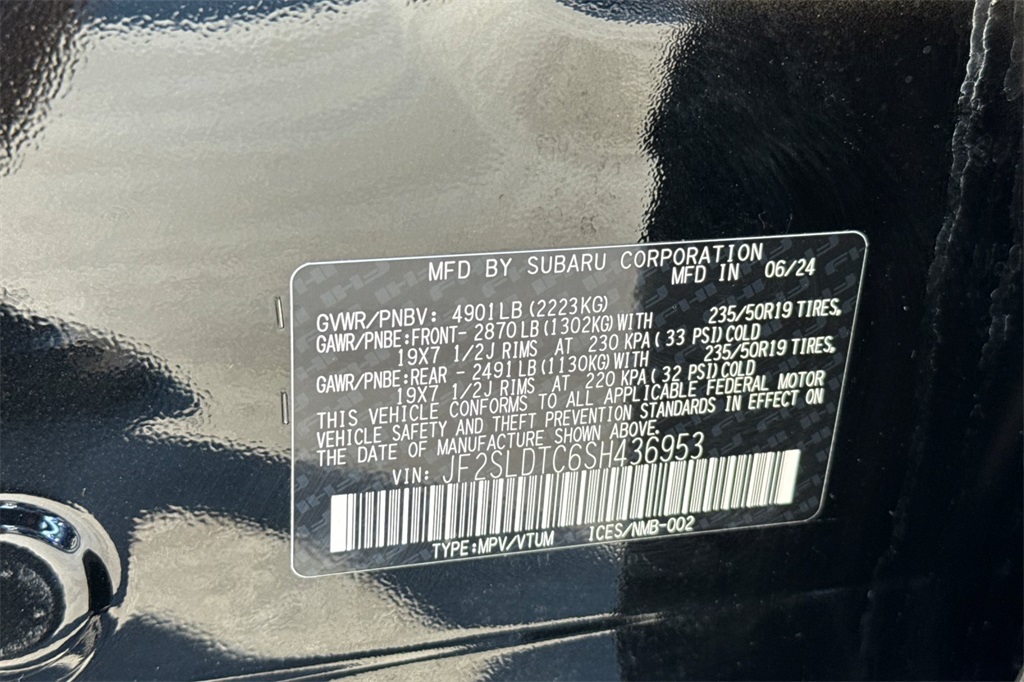 MFD BY SUBARU CORPORATION
MFD IN 06/24
GVWR/PNBV: 4901LB(2223KG)
GAWR/PNBE:FRONT- 2870LB(1302KG)WITH 235/50R19 TIRES,
19X7 1/2J RIMS AT 230 KPA( 33 PSI)COLD
GAWR/PNBE:REAR - 2491LB(1130KG)WITH 235/50R19 TIRES,
19X7 1/2J RIMS AT 220 KPA( 32 PSI)COLD
THIS VEHICLE CONFORMS TO ALL APPLICABLE FEDERAL MOTOR
VEHICLE SAFETY AND THEFT PREVENTION STANDARDS IN EFFECT ON
THE DATE OF MANUFACTURE SHOWN ABOVE.
VIN: JF2SLDTC6SH436953
TYPE:MPV/VTUM ICES/NMB-002